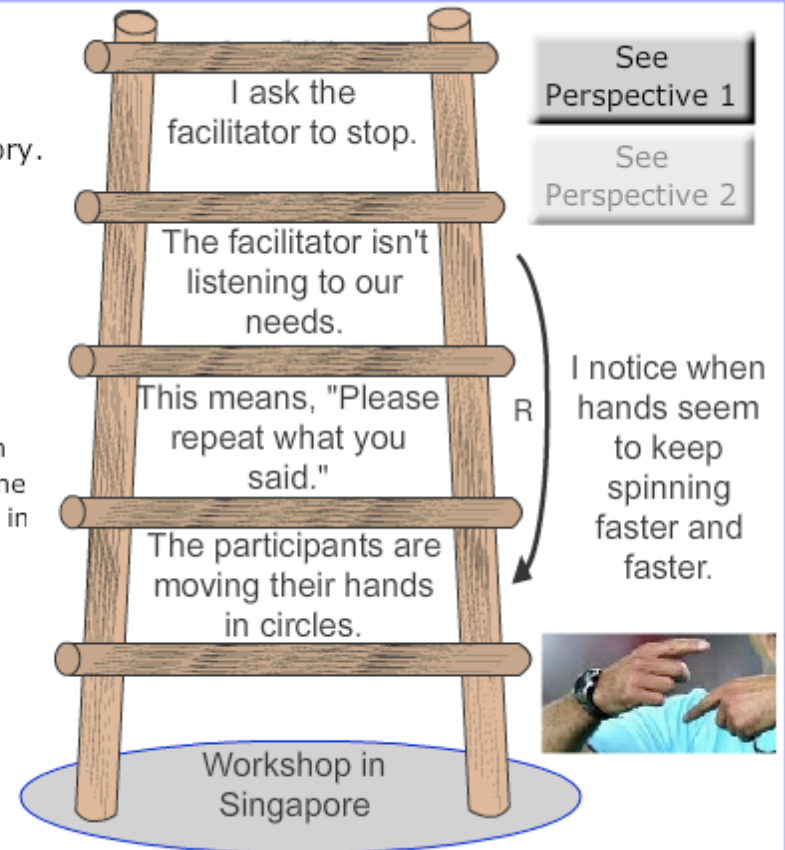 See
Perspective 1
See
Perspective 2
I ask the
facilitator to stop.
ory.
The facilitator isn't
listening to our
needs.
This means, "Please
repeat what you
said."
R
I notice when
hands seem
to keep
spinning
faster and
faster.
in
The participants are
moving their hands
in circles.
Workshop in
Singapore